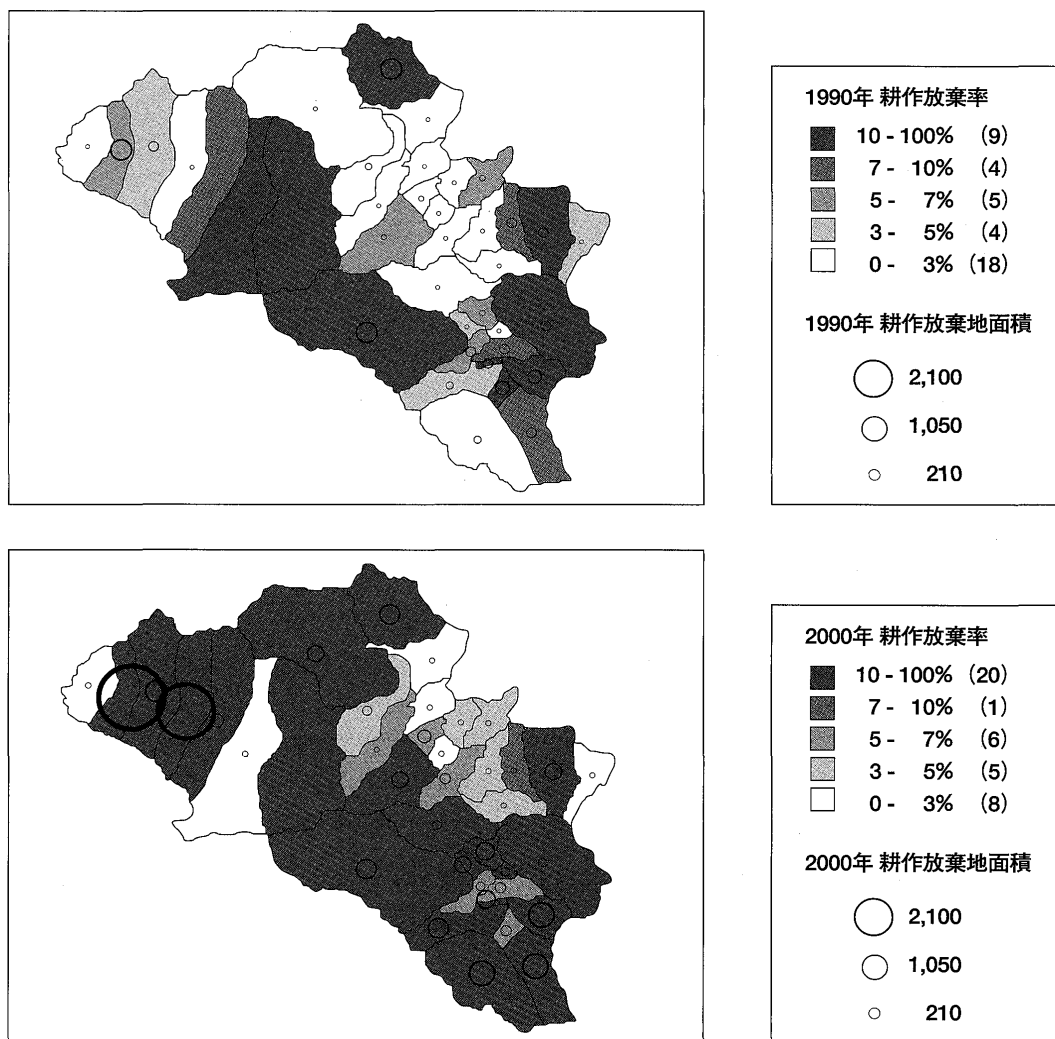 1990年 耕作放棄率
10 - 100% (9)
7 - 10% (4)
5 - 7% (5)
3 - 5% (4)
0 - 3% (18)
1990年 耕作放棄地面積
2,100
1,050
210
2000年 耕作放棄率
10 - 100% (20)
7 - 10% (1)
5 - 7% (6)
3 - 5% (5)
0 - 3% (8)
2000年 耕作放棄地面積
2,100
1,050
210